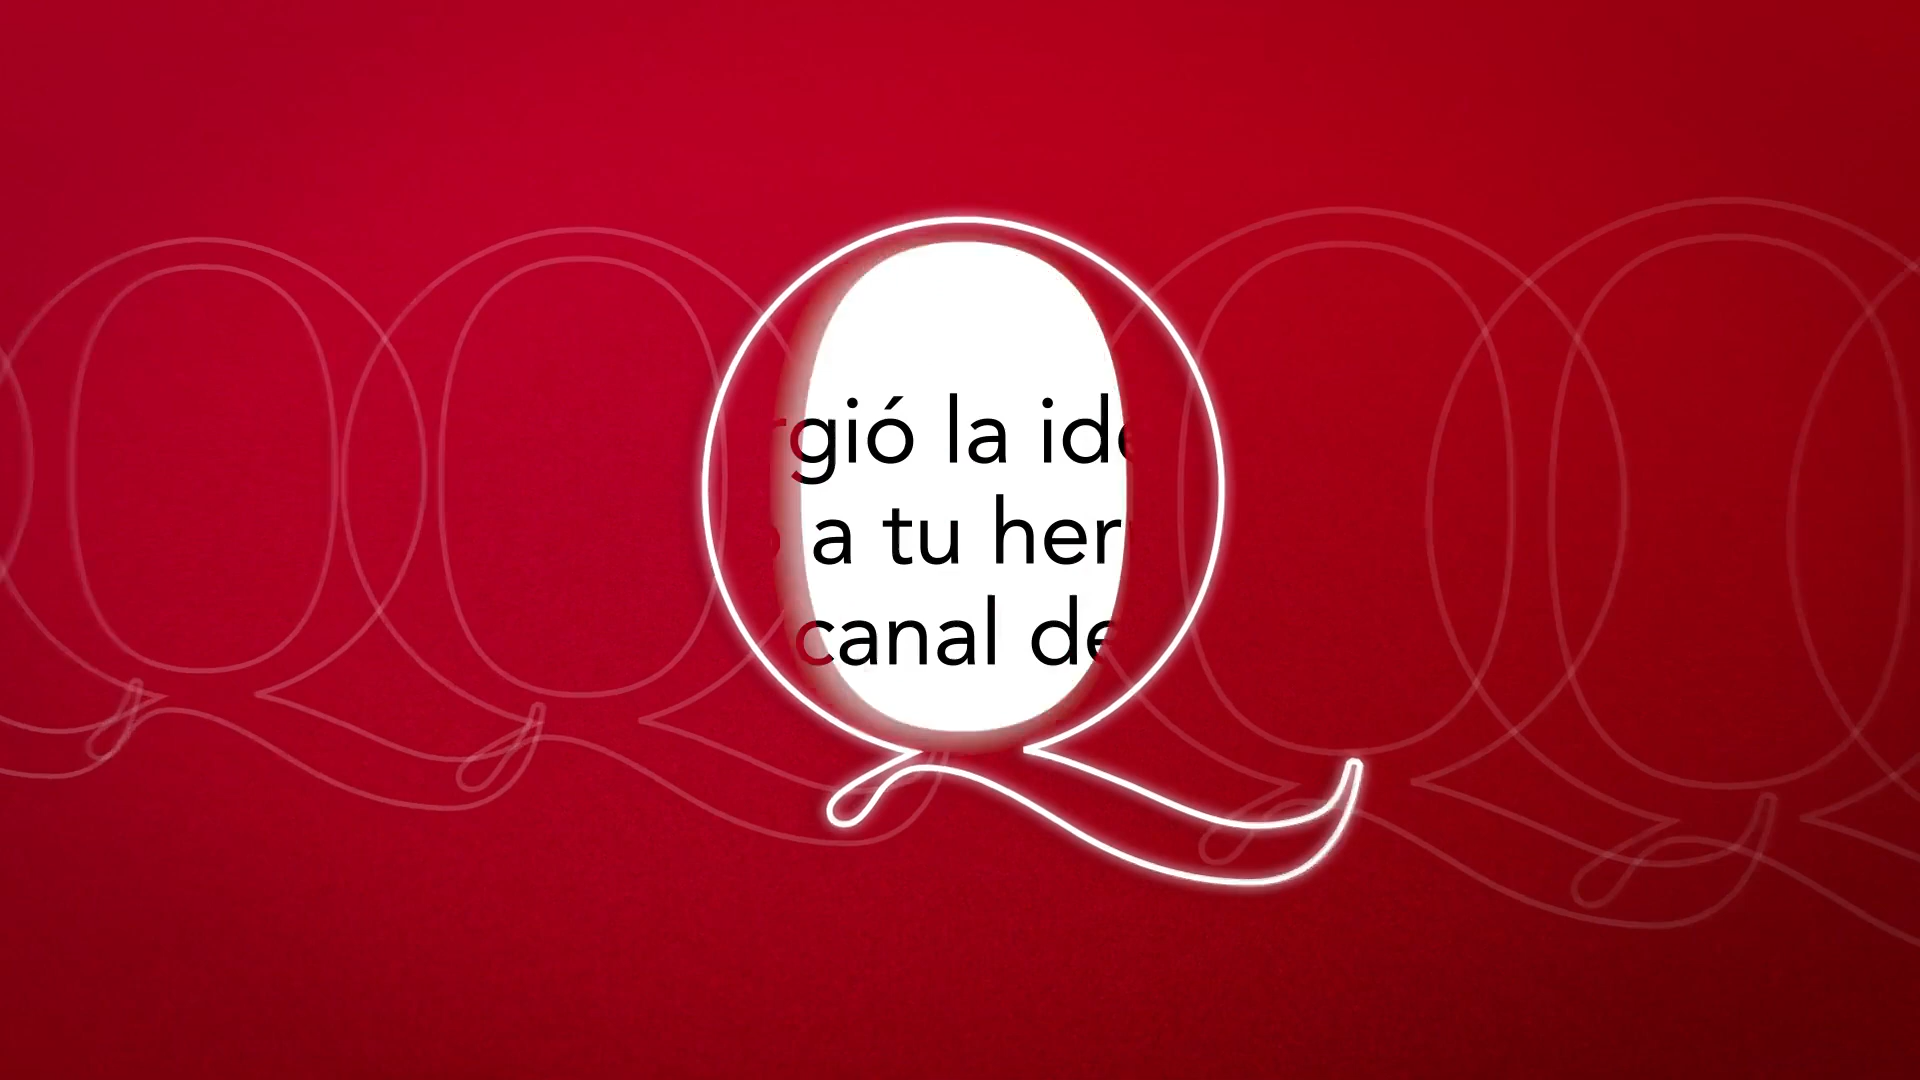 rgió la ide
a tu her
canal de